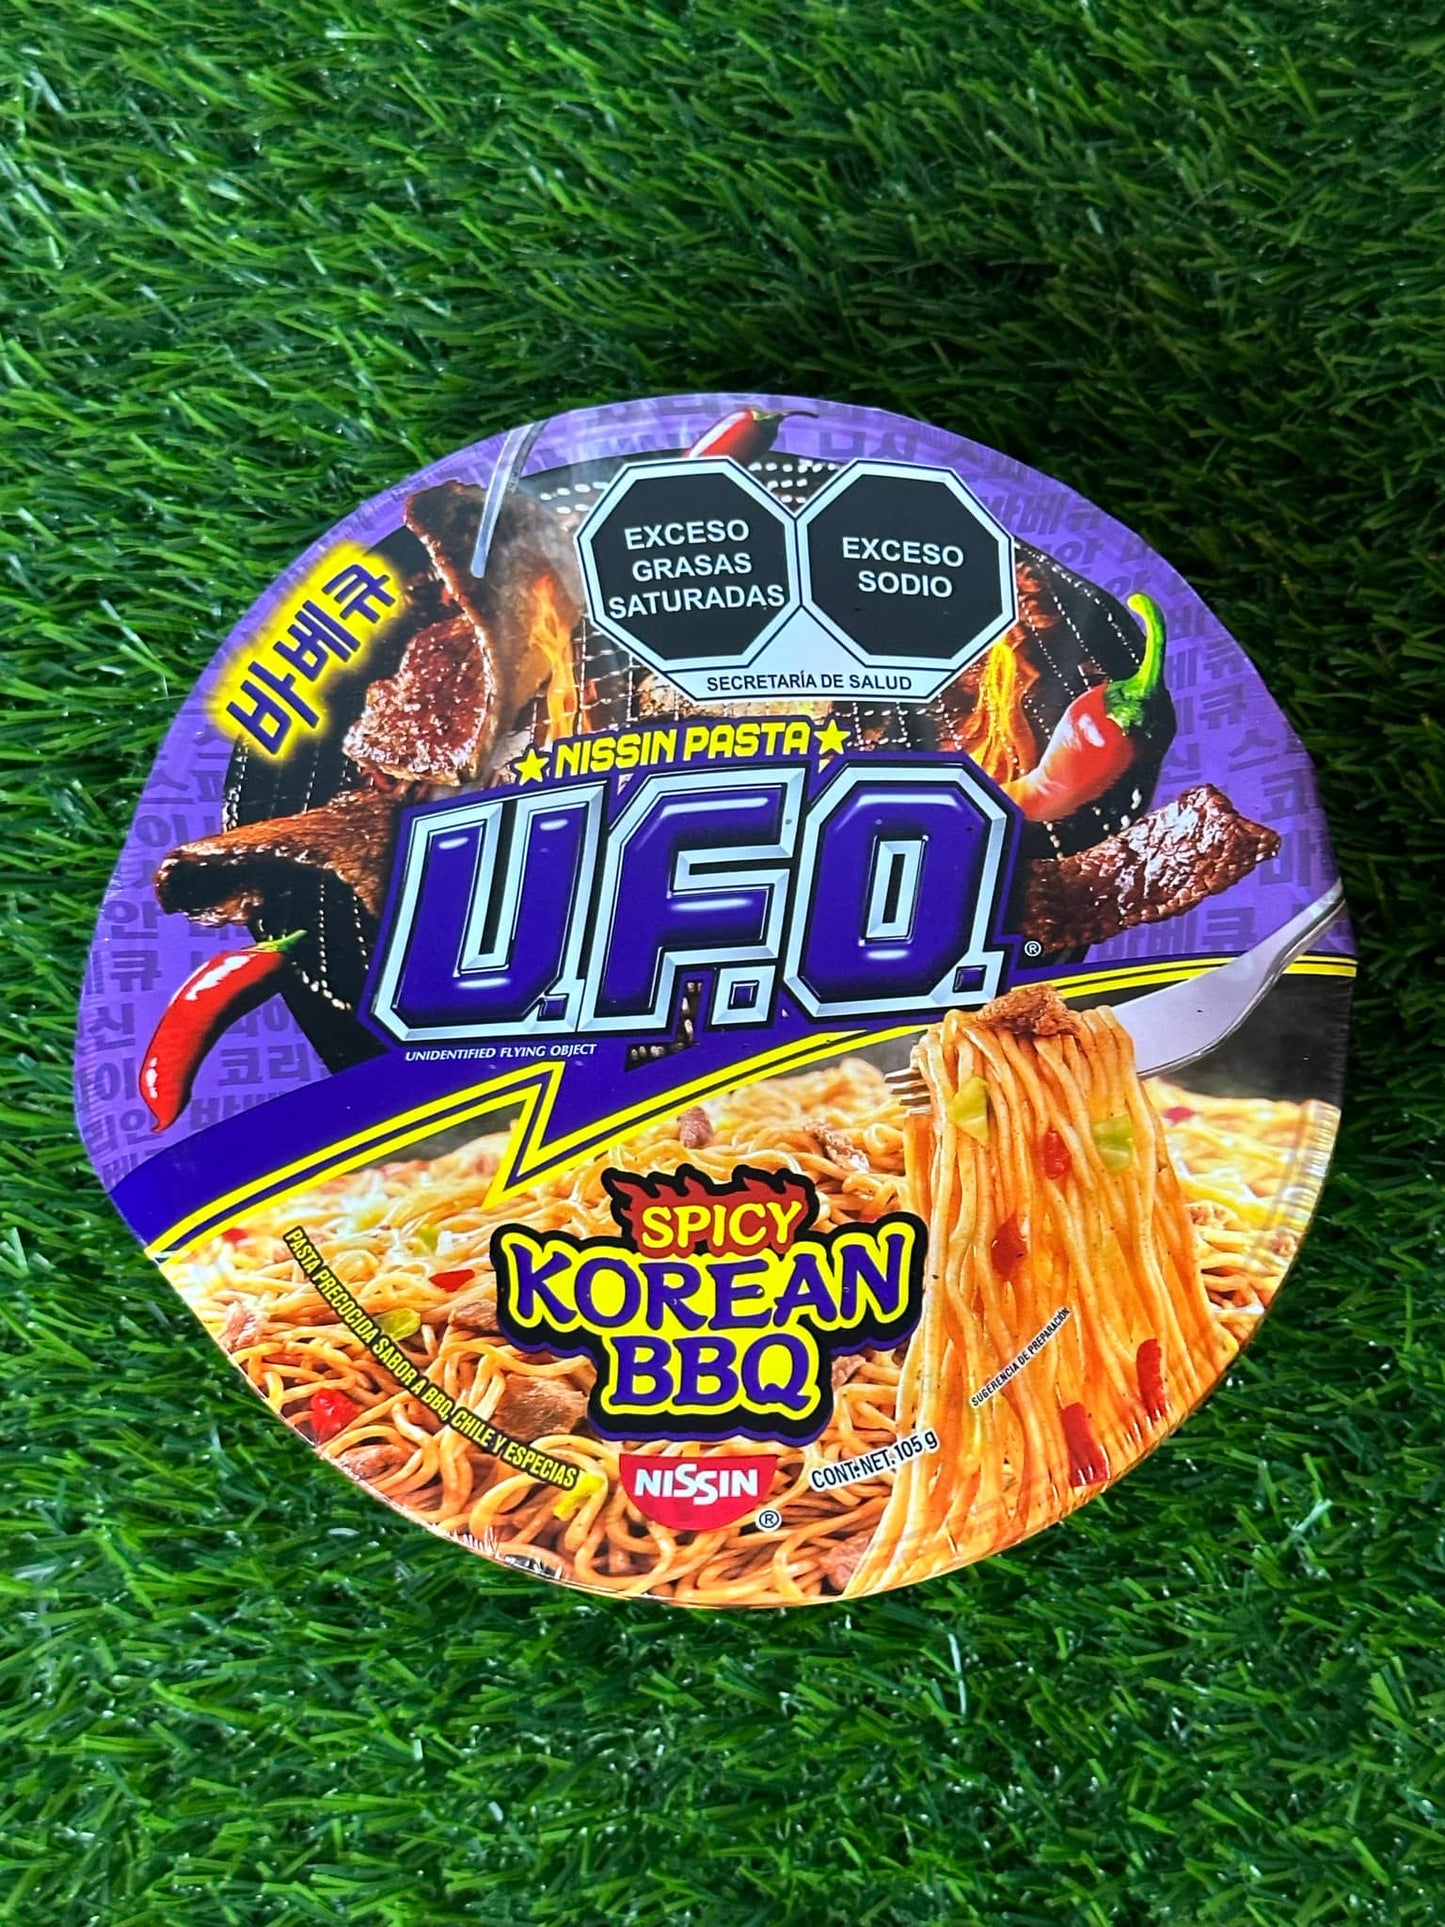 EXCESO
GRASAS
SATURADAS
EXCESO
SODIO
SECRETARÍA DE SALUD
바베큐
NISSIN PASTA
U.F.O.®
UNIDENTIFIED FLYING OBJECT
SPICY
KOREAN
BBQ
PASTA PRECOCIDA SABOR A BBQ, CHILE Y ESPECIAS
SUGERENCIA DE PREPARACIÓN
CONT. NET. 105 g
NISSIN®